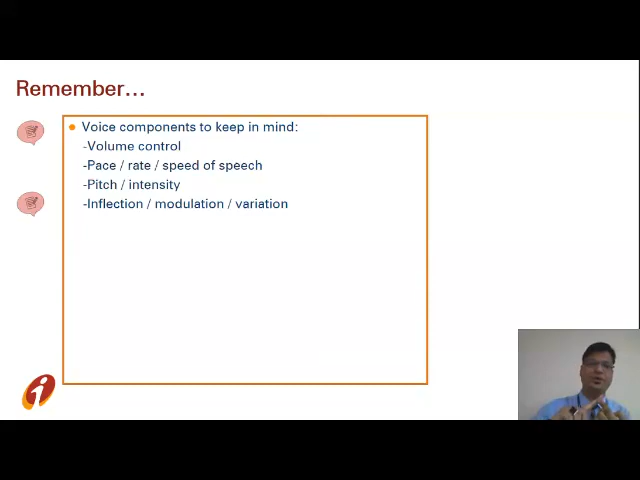 Remember…
Voice components to keep in mind:
-Volume control
-Pace / rate / speed of speech
-Pitch / intensity
-Inflection / modulation / variation